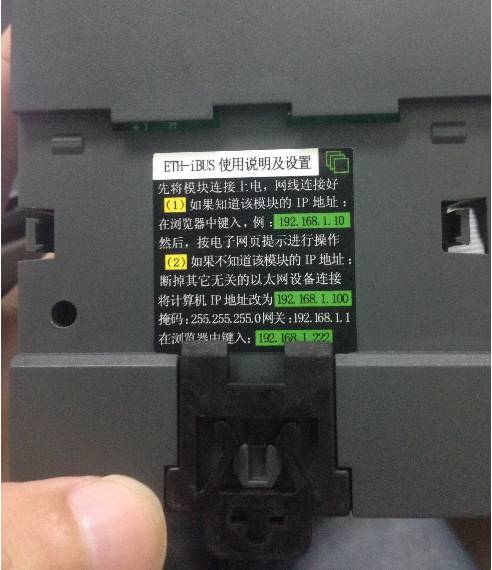 ETH-iBUS 使用说明及设置
先将模块连接上电，网线连接好
(1) 如果知道该模块的 IP 地址：
在浏览器中键入，例：192.168.1.10
然后，按电子网页提示进行操作
(2) 如果不知道该模块的 IP 地址：
断掉其它无关的以太网设备连接
将计算机 IP 地址改为 192.168.1.100
掩码:255.255.255.0 网关:192.168.1.1
在浏览器中键入：192.168.1.222